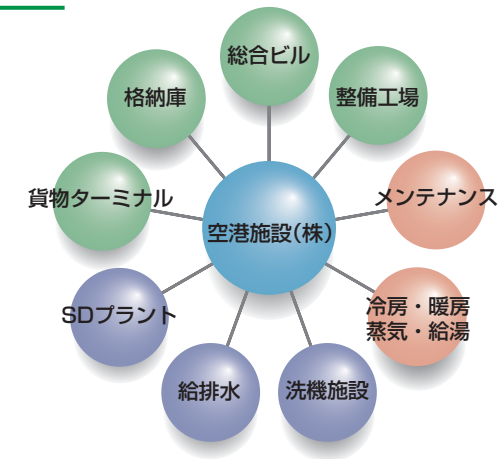 総合ビル
格納庫
整備工場
貨物ターミナル
メンテナンス
空港施設(株)
SDプラント
冷房・暖房
蒸気・給湯
給排水
洗機施設